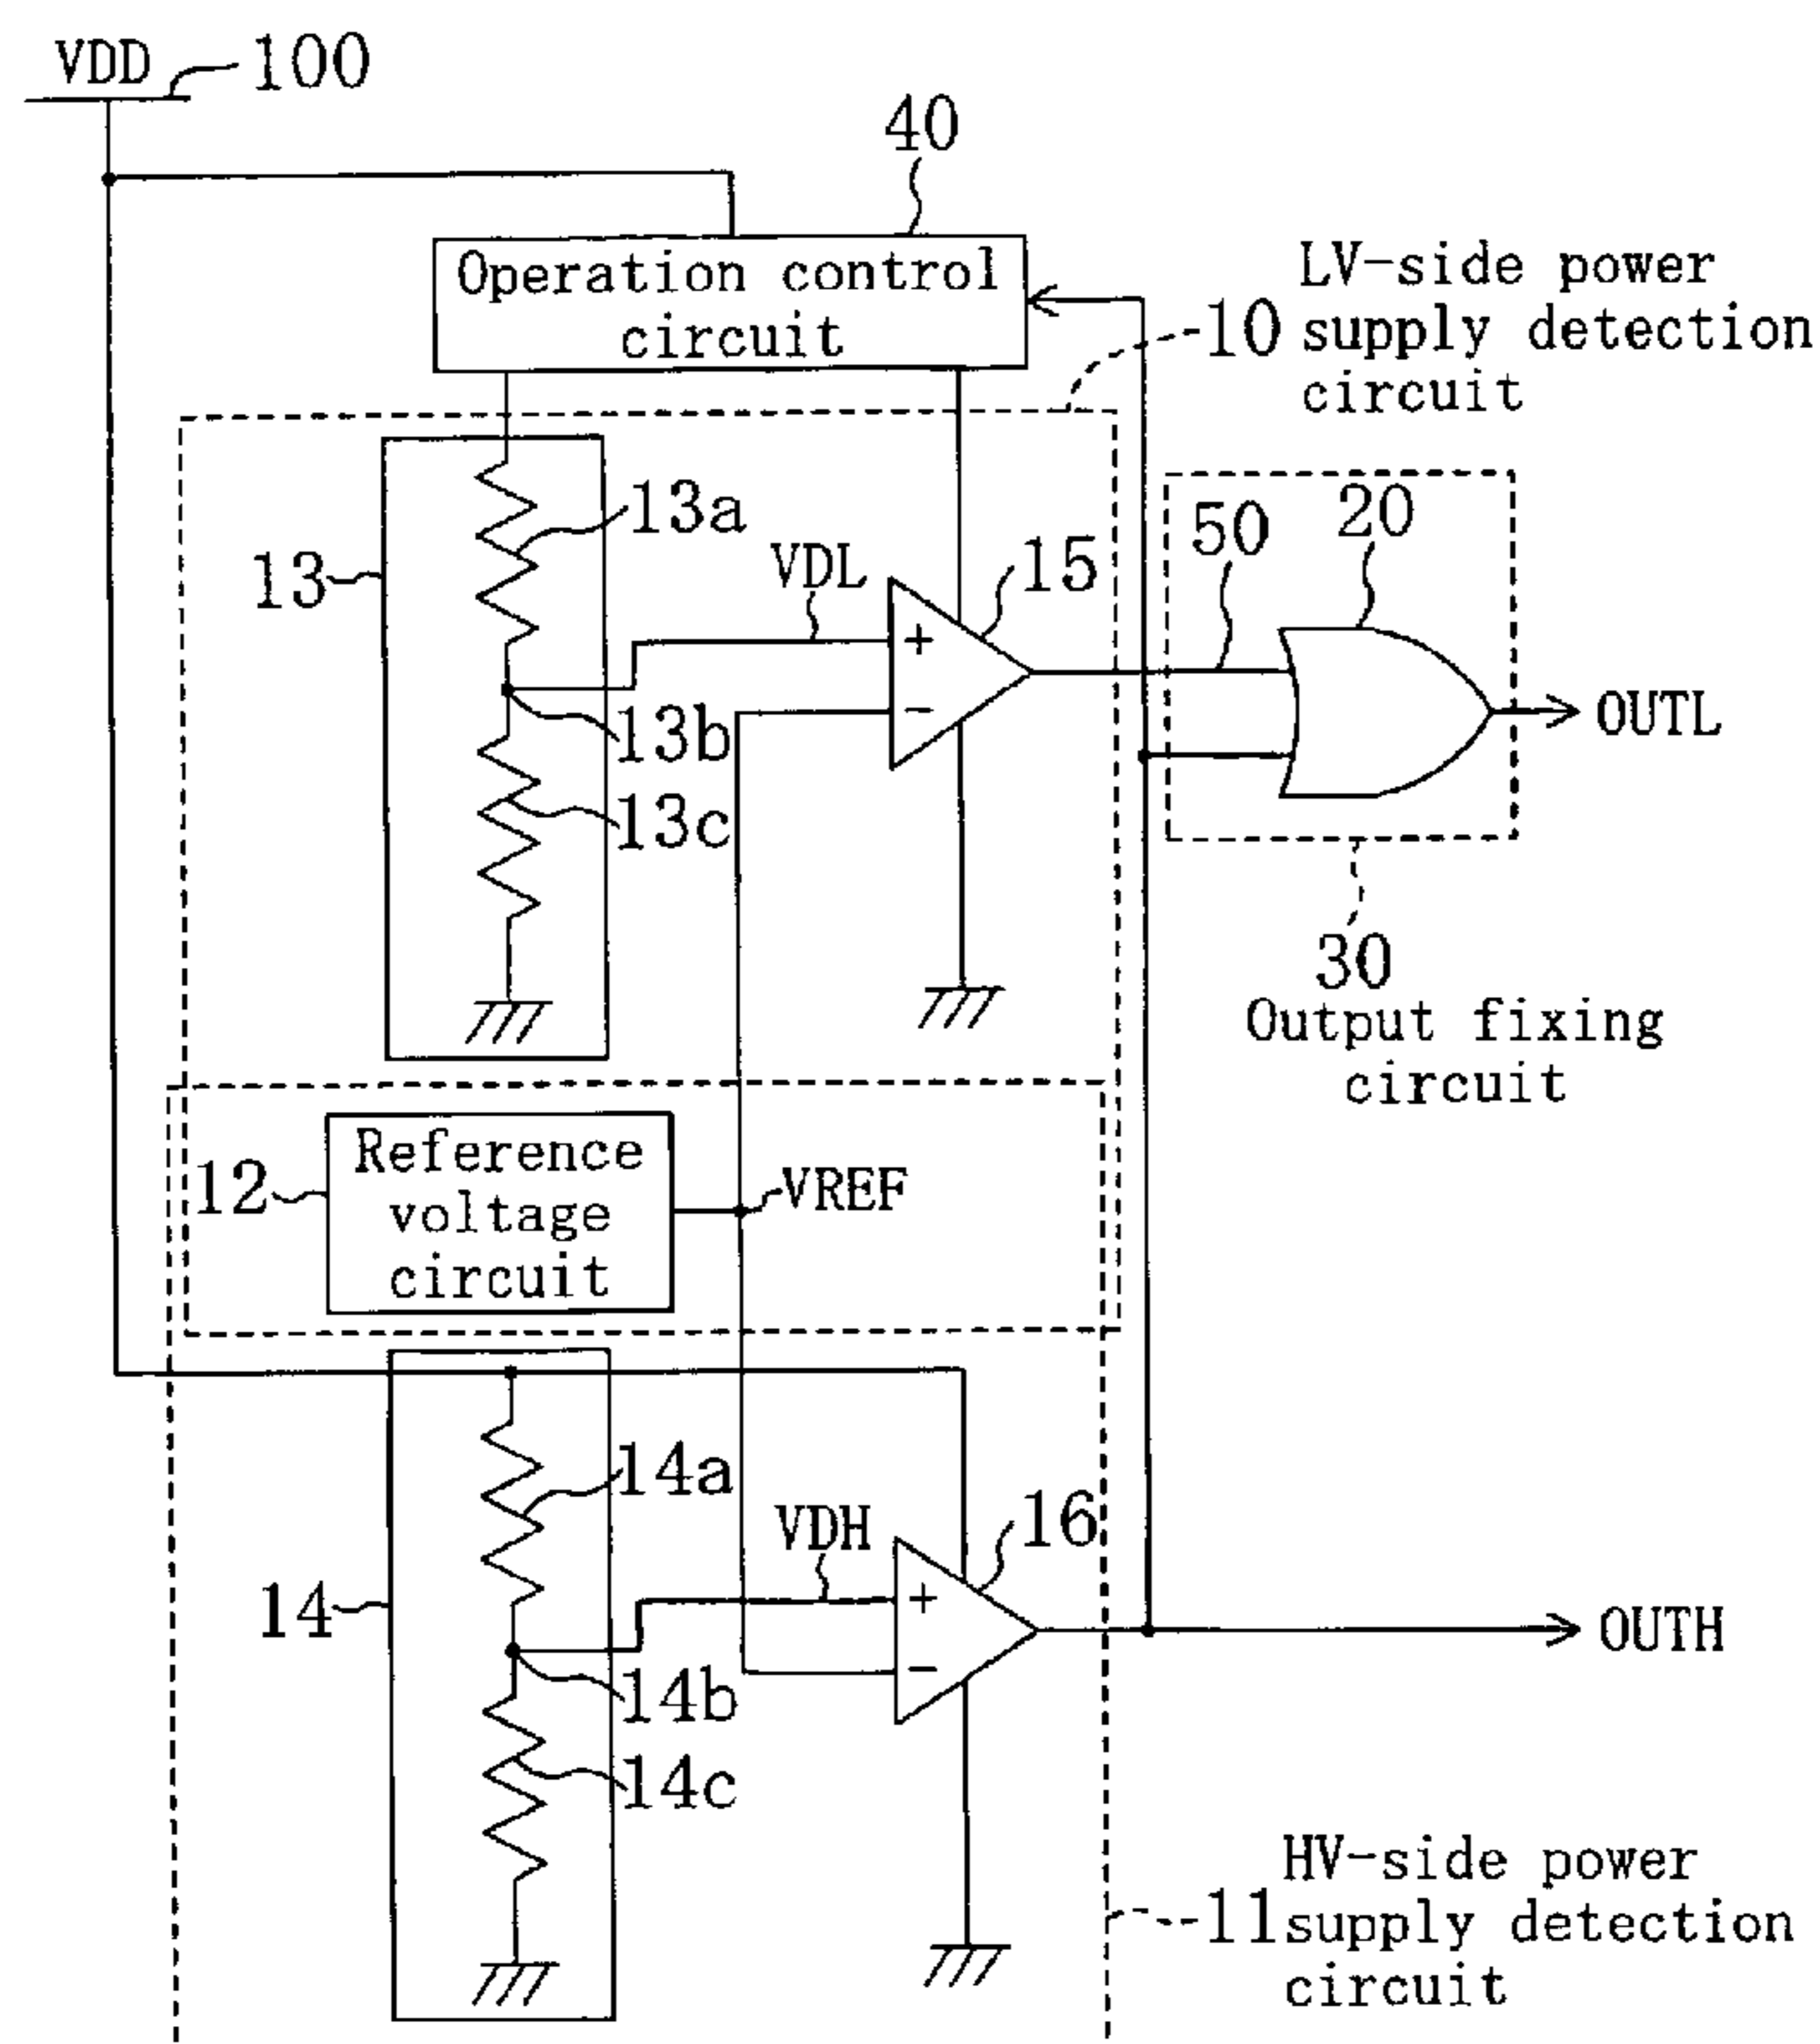 VDD
100
40
Operation control
circuit
LV-side power
10 supply detection
circuit
13a
50
20
13
VDL
15
+
−
13b
OUTL
13c
30
Output fixing
circuit
Reference
12
voltage
VREF
circuit
14a
VDH
16
+
14
OUTH
−
14b
14c
HV-side power
11 supply detection
circuit